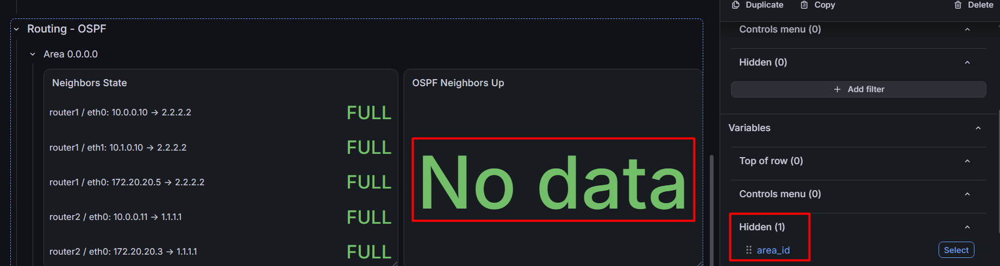 Routing - OSPF
Area 0.0.0.0
Neighbors State
router1 / eth0: 10.0.0.10 → 2.2.2.2 FULL
router1 / eth1: 10.1.0.10 → 2.2.2.2 FULL
router1 / eth0: 172.20.20.5 → 2.2.2.2 FULL
router2 / eth0: 10.0.0.11 → 1.1.1.1 FULL
router2 / eth0: 172.20.20.3 → 1.1.1.1 FULL
OSPF Neighbors Up
No data
Duplicate Copy Delete
Controls menu (0)
Hidden (0)
+ Add filter
Variables
Top of row (0)
Controls menu (0)
Hidden (1)
area_id Select